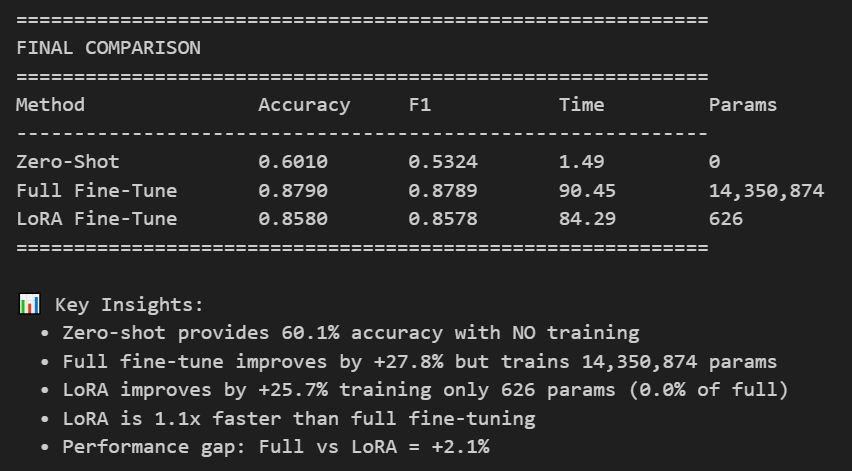 ============================================================
FINAL COMPARISON
============================================================
Method Accuracy F1 Time Params
------------------------------------------------------------
Zero-Shot 0.6010 0.5324 1.49 0
Full Fine-Tune 0.8790 0.8789 90.45 14,350,874
LoRA Fine-Tune 0.8580 0.8578 84.29 626
============================================================
📊 Key Insights:
• Zero-shot provides 60.1% accuracy with NO training
• Full fine-tune improves by +27.8% but trains 14,350,874 params
• LoRA improves by +25.7% training only 626 params (0.0% of full)
• LoRA is 1.1x faster than full fine-tuning
• Performance gap: Full vs LoRA = +2.1%